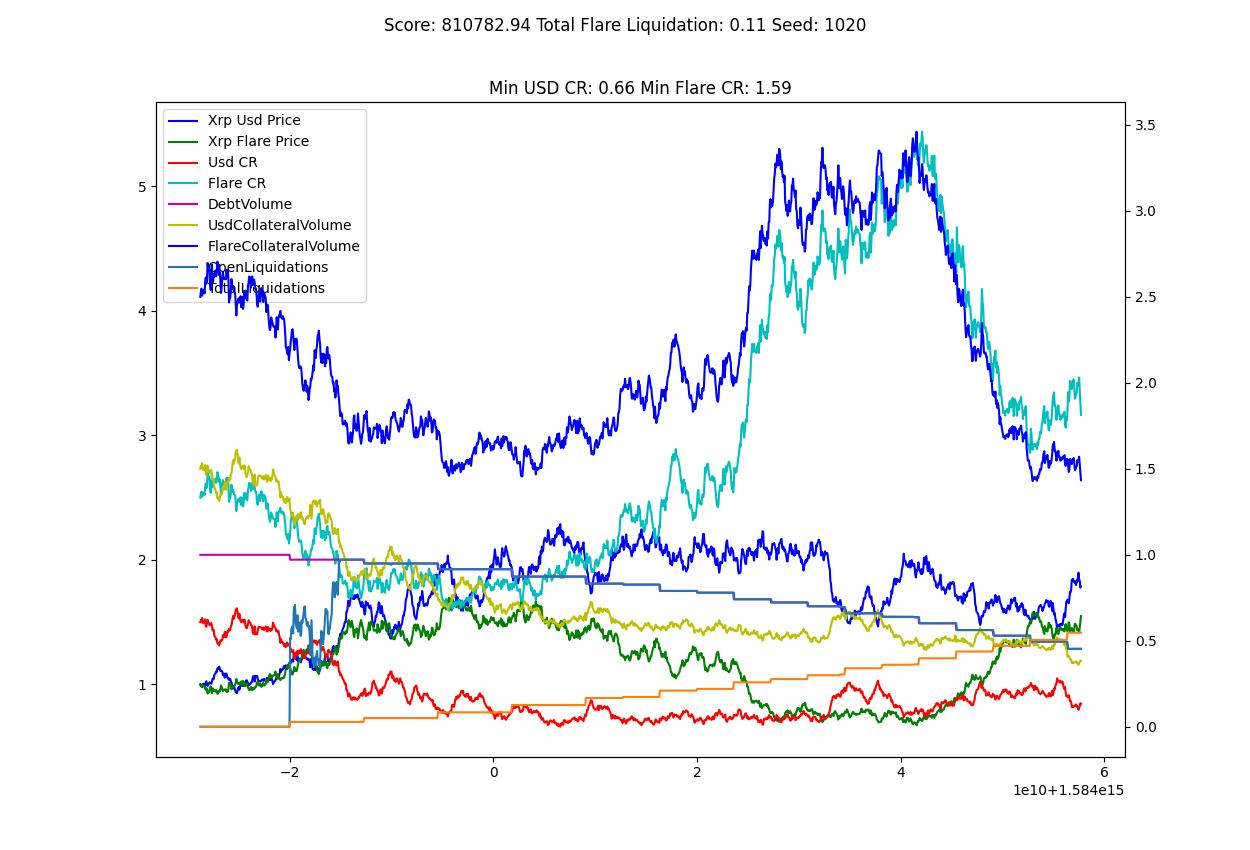 Score: 810782.94 Total Flare Liquidation: 0.11 Seed: 1020
Min USD CR: 0.66 Min Flare CR: 1.59
Xrp Usd Price
Xrp Flare Price
Usd CR
Flare CR
DebtVolume
UsdCollateralVolume
FlareCollateralVolume
OpenLiquidations
TotalLiquidations
5
4
3
2
1
3.5
3.0
2.5
2.0
1.5
1.0
0.5
0.0
−2 0 2 4 6
1e10+1.584e15